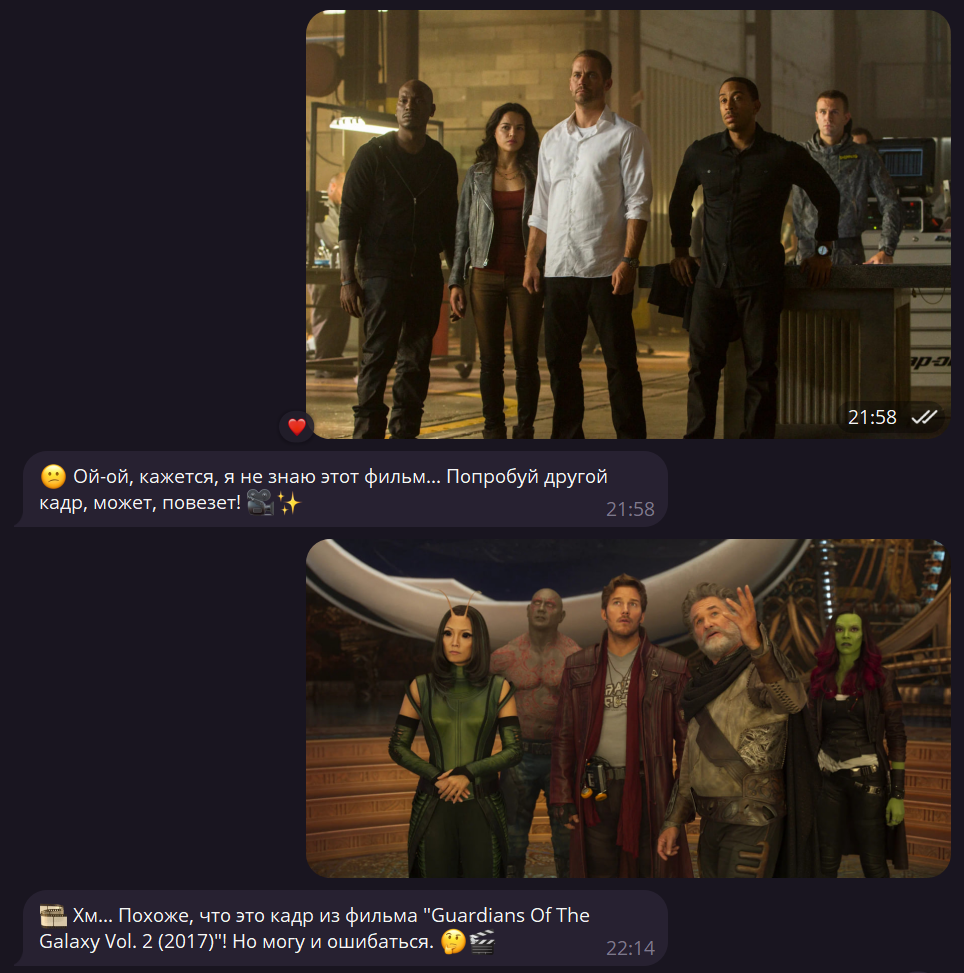 21:58
Ой-ой, кажется, я не знаю этот фильм... Попробуй другой
кадр, может, повезет!
21:58
Хм... Похоже, что это кадр из фильма "Guardians Of The
Galaxy Vol. 2 (2017)"! Но могу и ошибаться.
22:14